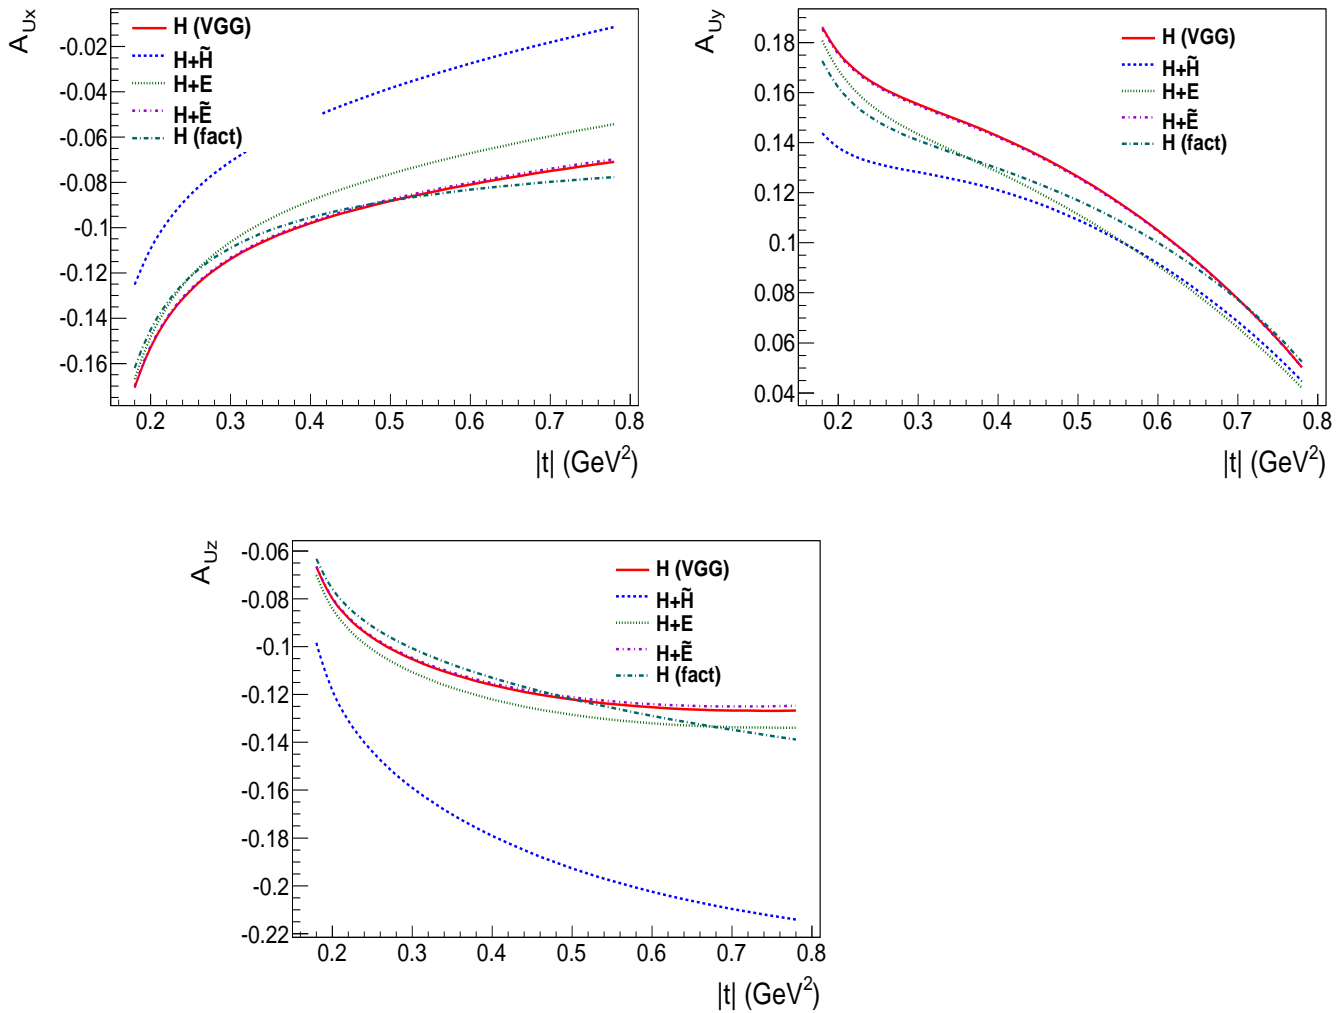 A_Ux
-0.02
-0.04
-0.06
-0.08
-0.1
-0.12
-0.14
-0.16
H (VGG)
H+H̃
H+E
H+Ẽ
H (fact)
0.2 0.3 0.4 0.5 0.6 0.7 0.8
|t| (GeV²)
A_Uy
0.18
0.16
0.14
0.12
0.1
0.08
0.06
0.04
H (VGG)
H+H̃
H+E
H+Ẽ
H (fact)
0.2 0.3 0.4 0.5 0.6 0.7 0.8
|t| (GeV²)
A_Uz
-0.06
-0.08
-0.1
-0.12
-0.14
-0.16
-0.18
-0.2
-0.22
H (VGG)
H+H̃
H+E
H+Ẽ
H (fact)
0.2 0.3 0.4 0.5 0.6 0.7 0.8
|t| (GeV²)